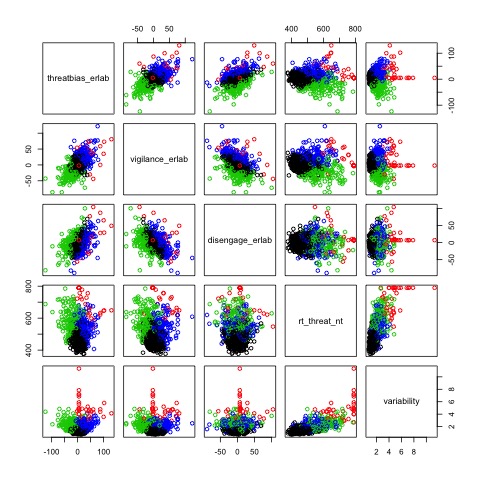 -50 0 50
400 600 800
threatbias_erlab
-100 0 50 100
-50 0 50
vigilance_erlab
disengage_erlab
-50 0 50
400 600 800
rt_threat_nt
variability
2 4 6 8
-100 0 50 100
-50 0 50
2 4 6 8